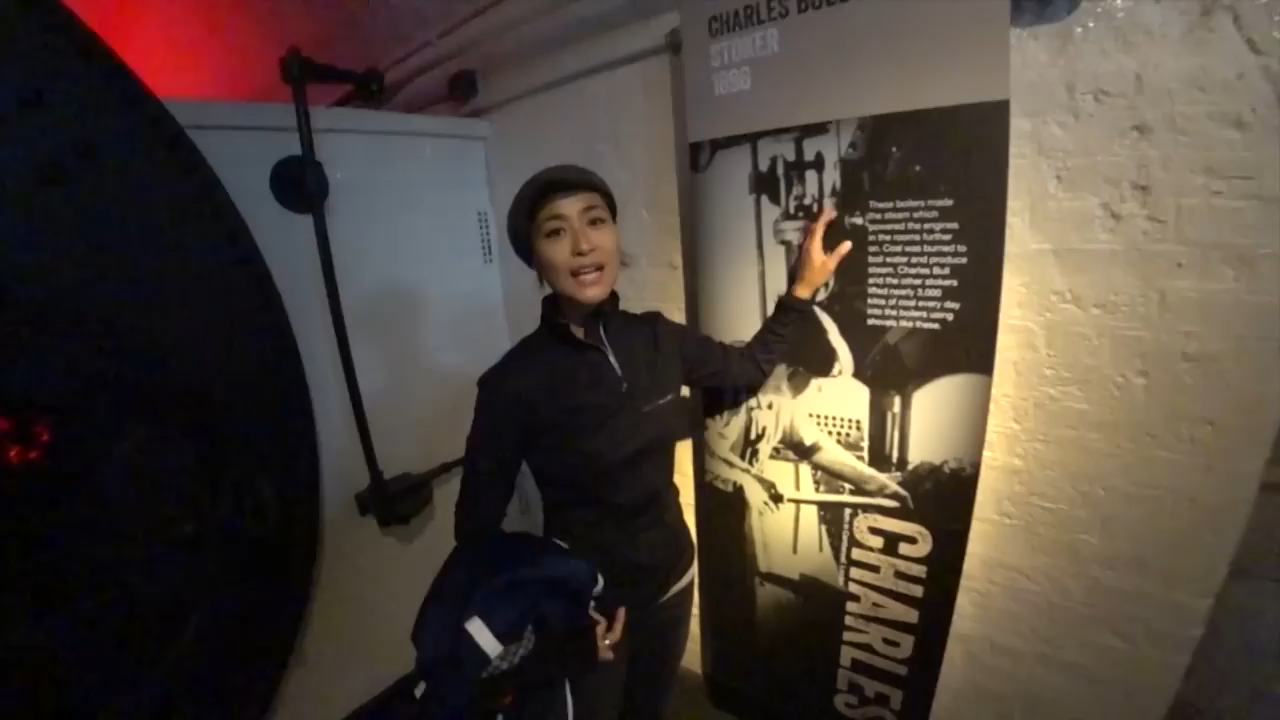 CHARLES BULL
STOKER
1898
These boilers made
the steam which
powered the engines
in the rooms further
on. Coal was burned to
boil water and produce
steam. Charles Bull
and the other stokers
lifted nearly 3,000
kilos of coal every day
into the boilers using
shovels like these.
CHARLES